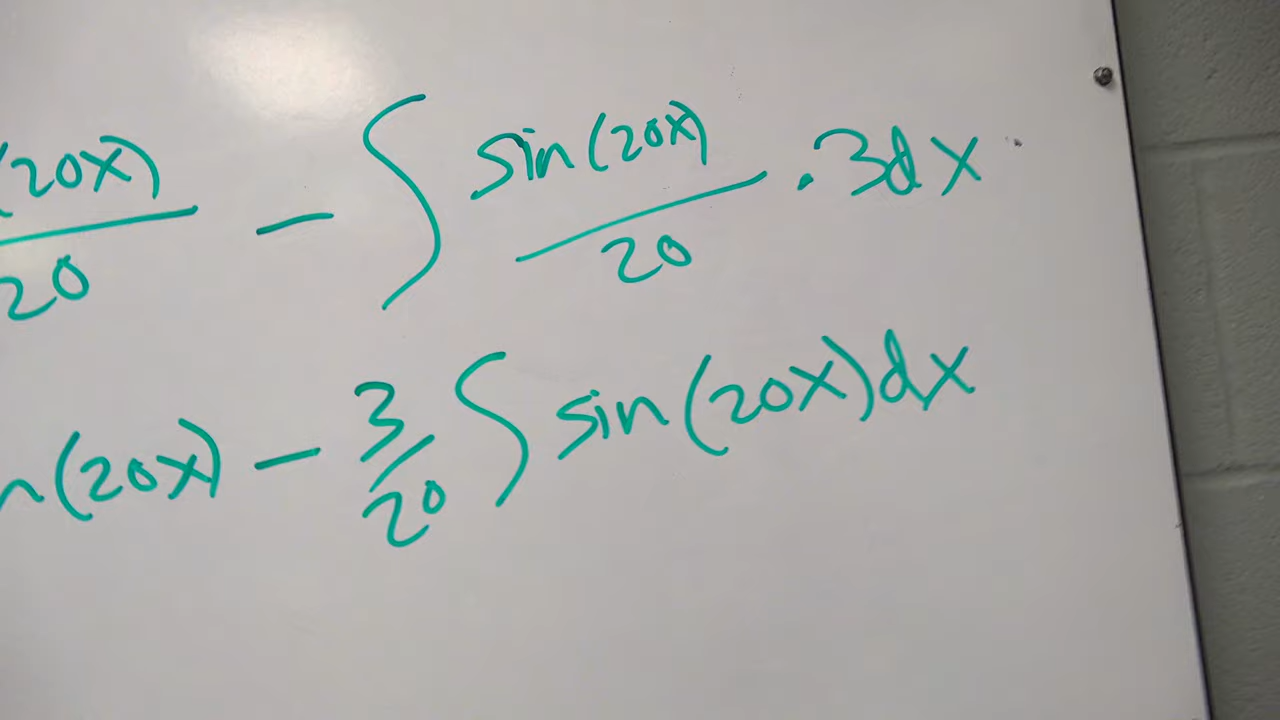 (20x)/20 − ∫ sin(20x)/20 · 3dx
n(20x) − 3/20 ∫ sin(20x)dx